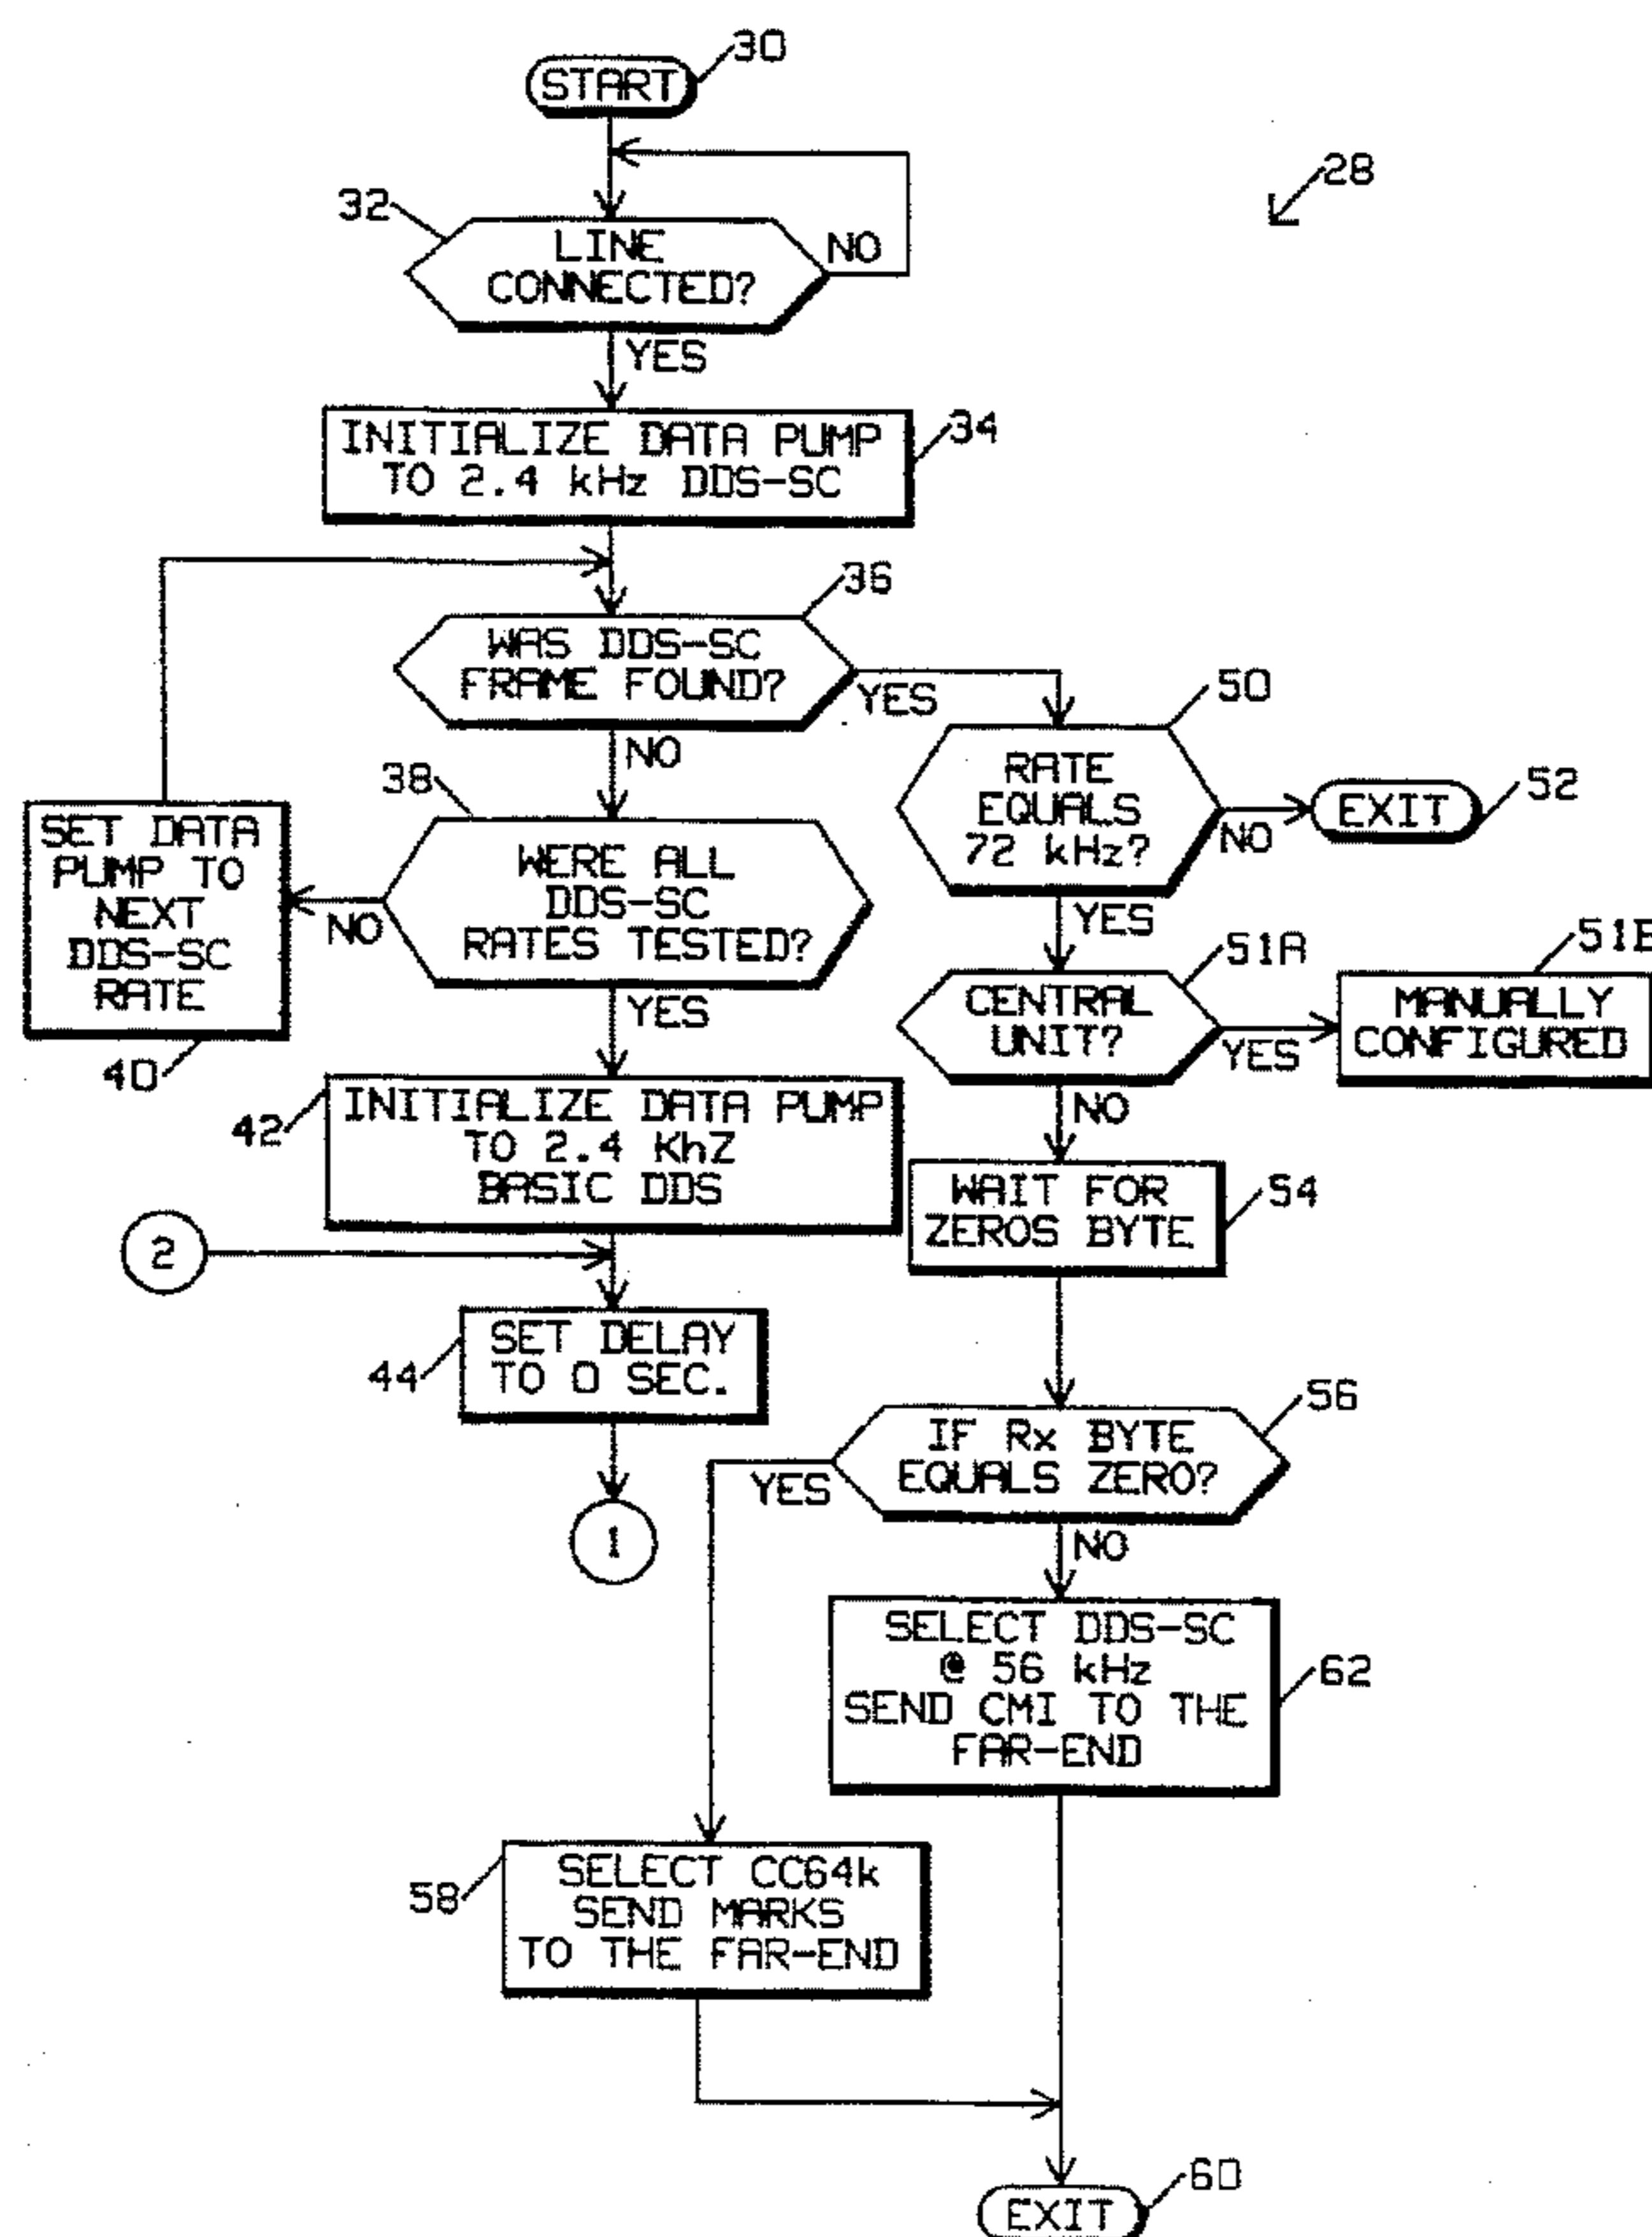 30
START
28
32
LINE
CONNECTED?
NO
YES
34
INITIALIZE DATA PUMP
TO 2.4 kHz DDS-SC
36
WAS DDS-SC
FRAME FOUND?
YES
NO
50
RATE
EQUALS
72 kHz?
NO
EXIT
52
YES
38
WERE ALL
DDS-SC
RATES TESTED?
NO
YES
SET DATA
PUMP TO
NEXT
DDS-SC
RATE
40
51A
CENTRAL
UNIT?
YES
NO
51B
MANUALLY
CONFIGURED
42
INITIALIZE DATA PUMP
TO 2.4 KhZ
BASIC DDS
54
WAIT FOR
ZEROS BYTE
2
44
SET DELAY
TO 0 SEC.
1
56
IF Rx BYTE
EQUALS ZERO?
YES
NO
62
SELECT DDS-SC
@ 56 kHz
SEND CMI TO THE
FAR-END
58
SELECT CC64k
SEND MARKS
TO THE FAR-END
60
EXIT